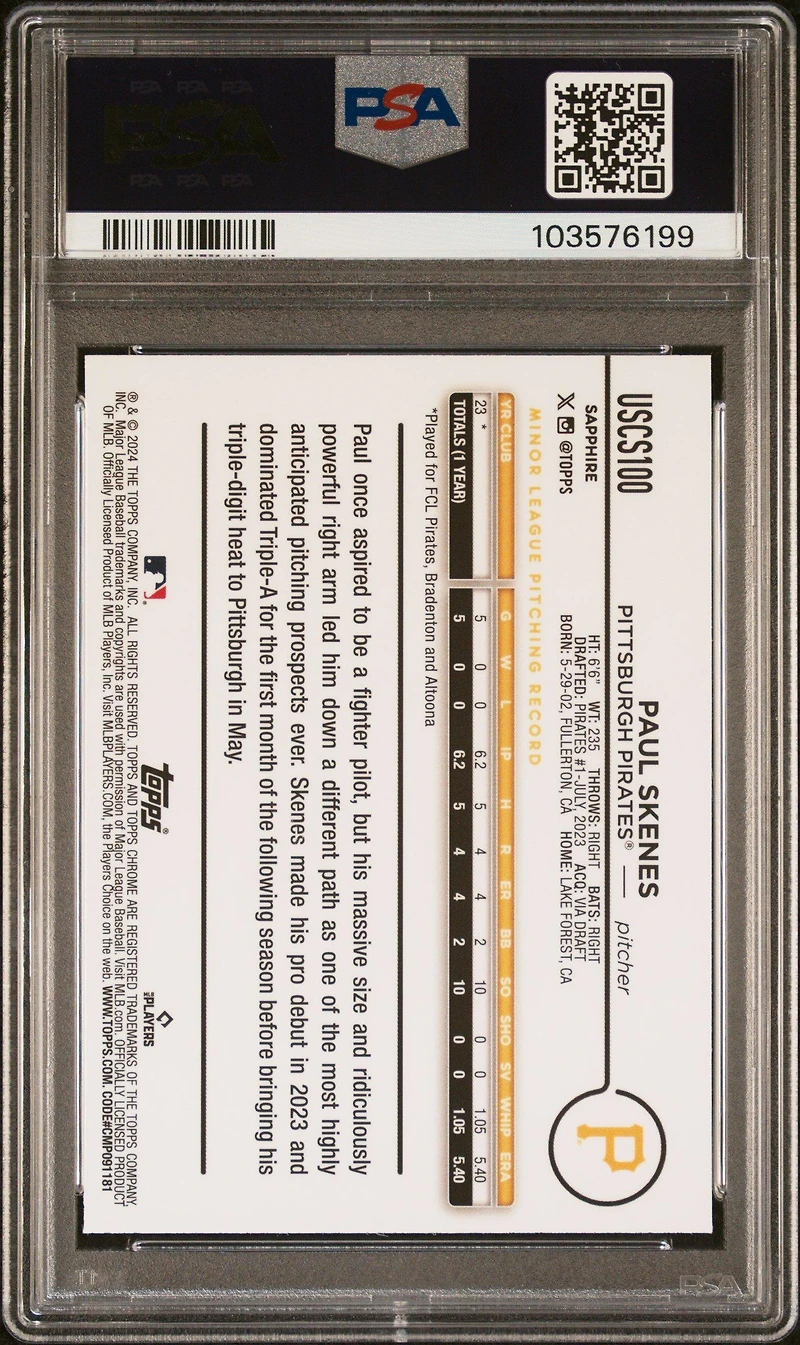 PSA PSA PSA
PSA
PSA PSA PSA
PSA
103576199
USCS100
PAUL SKENES
PITTSBURGH PIRATES® — pitcher
SAPPHIRE
X @TOPPS
HT: 6'6" WT: 235 THROWS: RIGHT BATS: RIGHT
DRAFTED: PIRATES #1-JULY, 2023 ACQ: VIA DRAFT
BORN: 5-29-02, FULLERTON, CA HOME: LAKE FOREST, CA
P
MINOR LEAGUE PITCHING RECORD
YR CLUB G W L IP H R ER BB SO SHO SV WHIP ERA
23 * 5 0 0 6.2 5 4 4 2 10 0 0 1.05 5.40
TOTALS (1 YEAR) 5 0 0 6.2 5 4 4 2 10 0 0 1.05 5.40
*Played for FCL Pirates, Bradenton and Altoona
Paul once aspired to be a fighter pilot, but his massive size and ridiculously
powerful right arm led him down a different path as one of the most highly
anticipated pitching prospects ever. Skenes made his pro debut in 2023 and
dominated Triple-A for the first month of the following season before bringing his
triple-digit heat to Pittsburgh in May.
topps®
MLB PLAYERS
® & © 2024 THE TOPPS COMPANY, INC. ALL RIGHTS RESERVED. TOPPS AND TOPPS CHROME ARE REGISTERED TRADEMARKS OF THE TOPPS COMPANY,
INC. Major League Baseball trademarks and copyrights are used with permission of Major League Baseball. Visit MLB.com. OFFICIALLY LICENSED PRODUCT
OF MLB. Officially Licensed Product of MLB Players, Inc. Visit MLBPLAYERS.COM, the Players Choice on the web. WWW.TOPPS.COM. CODE#CMP091181
PSA